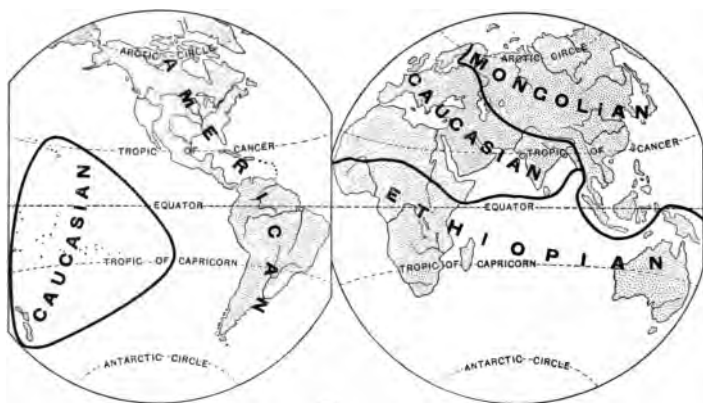 ARCTIC CIRCLE
AMERICAN
TROPIC OF CANCER
CAUCASIAN
EQUATOR
TROPIC OF CAPRICORN
ANTARCTIC CIRCLE
ARCTIC CIRCLE
MONGOLIAN
CAUCASIAN
TROPIC OF CANCER
EQUATOR
ETHIOPIAN
TROPIC OF CAPRICORN
ANTARCTIC CIRCLE